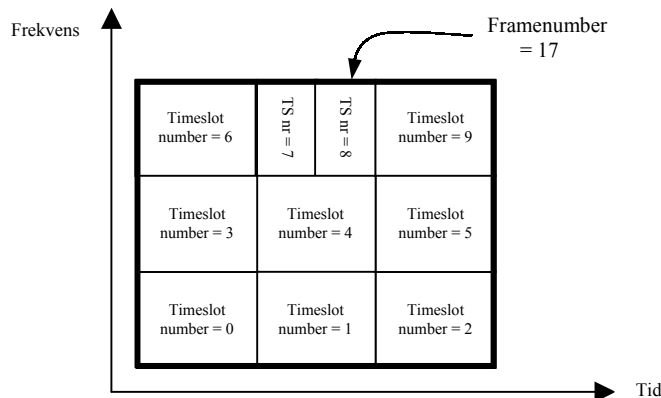 Frekvens
Framenumber
= 17
Timeslot
number = 6
TS nr = 7
TS nr = 8
Timeslot
number = 9
Timeslot
number = 3
Timeslot
number = 4
Timeslot
number = 5
Timeslot
number = 0
Timeslot
number = 1
Timeslot
number = 2
Tid